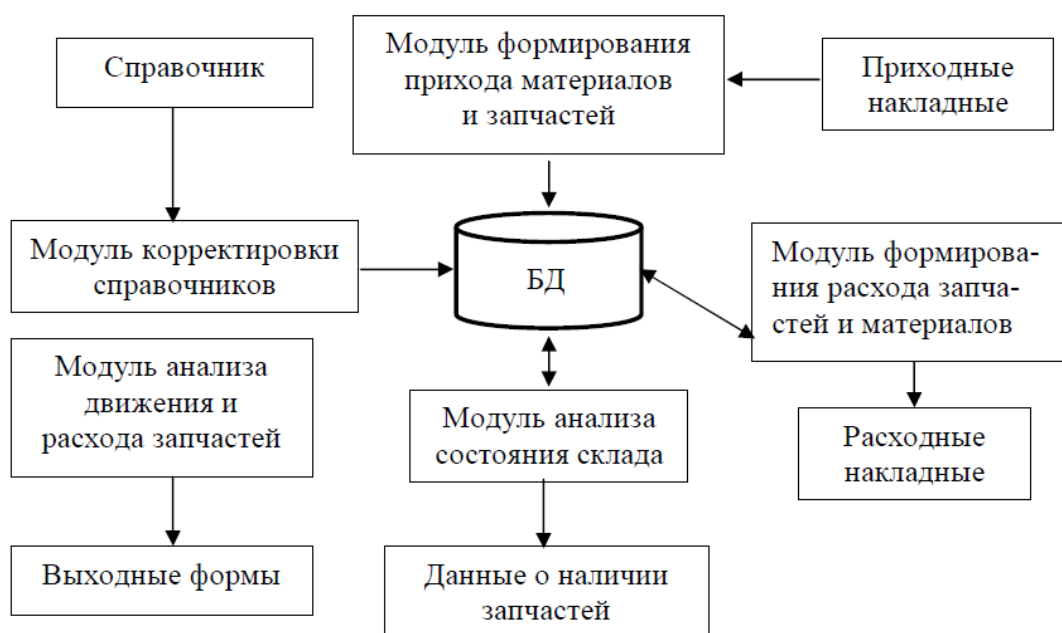 Справочник
Модуль формирования
прихода материалов
и запчастей
Приходные
накладные
Модуль корректировки
справочников
БД
Модуль формирова-
ния расхода запча-
стей и материалов
Модуль анализа
движения и
расхода запчастей
Модуль анализа
состояния склада
Расходные
накладные
Выходные формы
Данные о наличии
запчастей